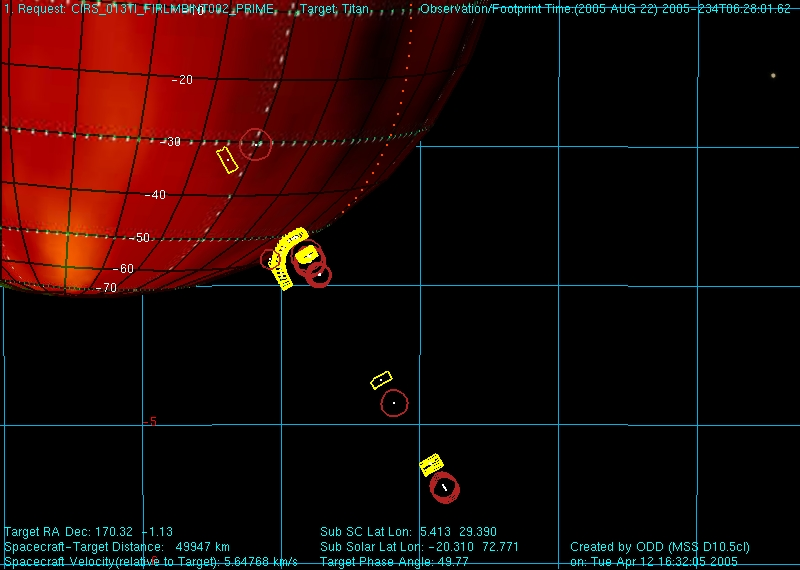 1. Request: CIRS_013TI_FIRLMBINT002_PRIME Target: Titan Observation/Footprint Time:(2005 AUG 22) 2005-234T06:28:01.62
-10
-20
-30
-40
-50
-60
-70
-5
Target RA Dec: 170.32 -1.13
Sub SC Lat Lon: 5.413 29.390
Spacecraft-Target Distance: 49947 km
Sub Solar Lat Lon: -20.310 72.771
Created by ODD (MSS D10.5cl)
Spacecraft Velocity(relative to Target): 5.64768 km/s
Target Phase Angle: 49.77
on: Tue Apr 12 16:32:05 2005